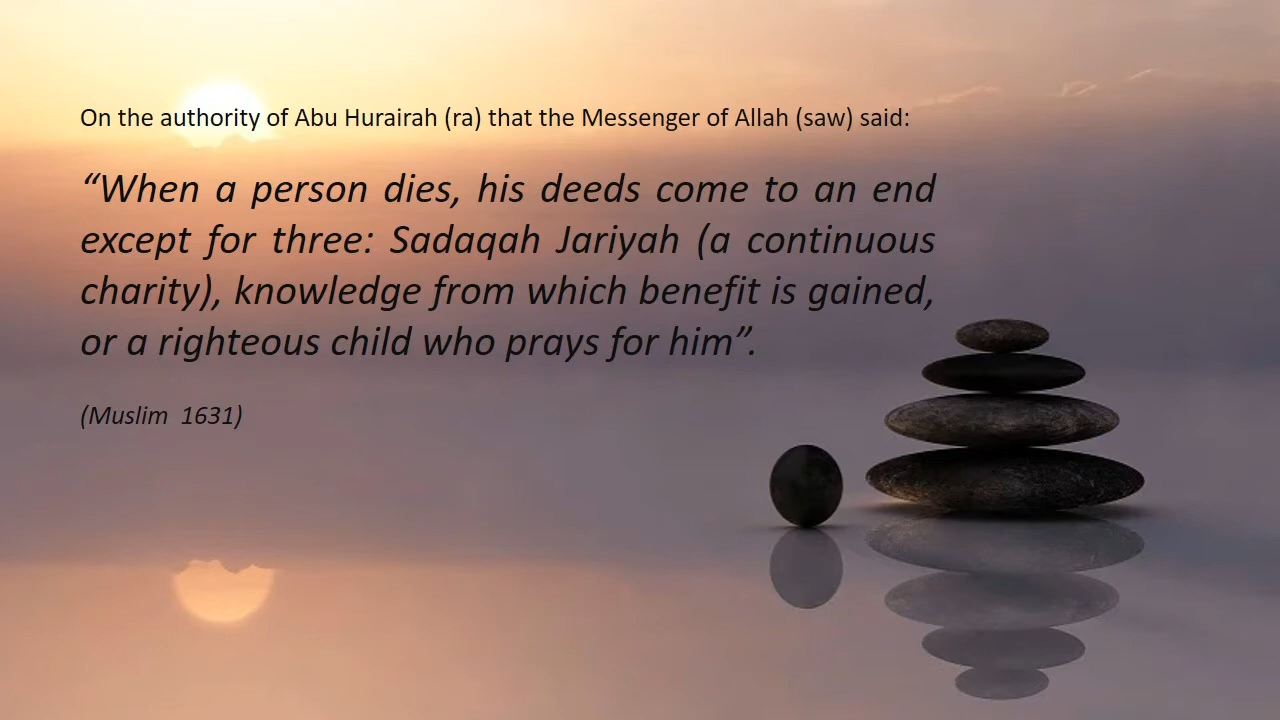 On the authority of Abu Hurairah (ra) that the Messenger of Allah (saw) said:
“When a person dies, his deeds come to an end
except for three: Sadaqah Jariyah (a continuous
charity), knowledge from which benefit is gained,
or a righteous child who prays for him”.
(Muslim  1631)